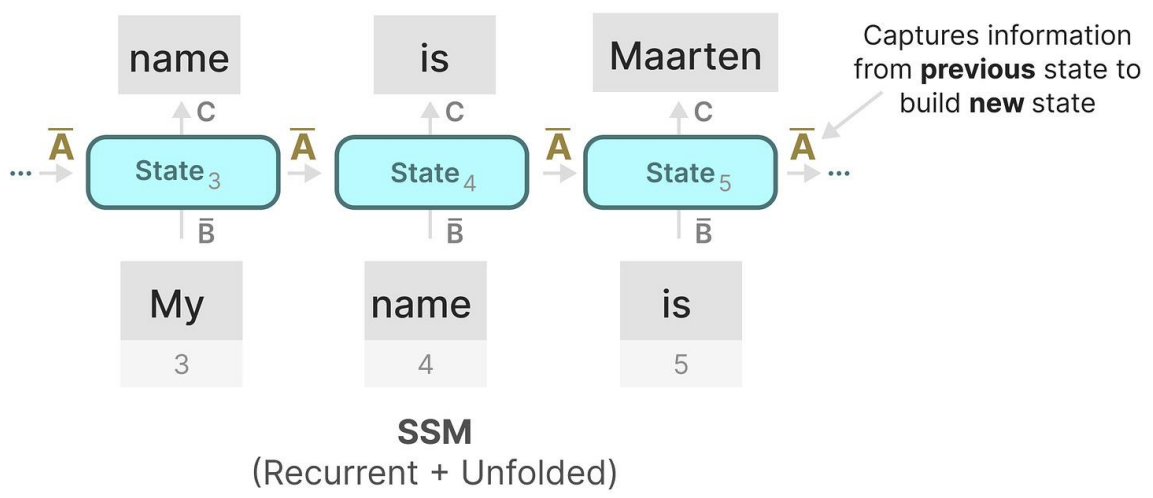 name
is
Maarten
Captures information
from previous state to
build new state
C
C
C
A̅
A̅
A̅
A̅
...
State 3
State 4
State 5
...
B̅
B̅
B̅
My
name
is
3
4
5
SSM
(Recurrent + Unfolded)